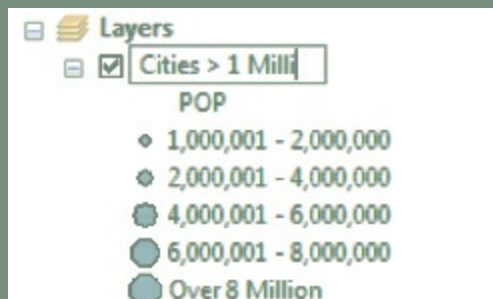 Layers
Cities > 1 Milli
POP
1,000,001 - 2,000,000
2,000,001 - 4,000,000
4,000,001 - 6,000,000
6,000,001 - 8,000,000
Over 8 Million